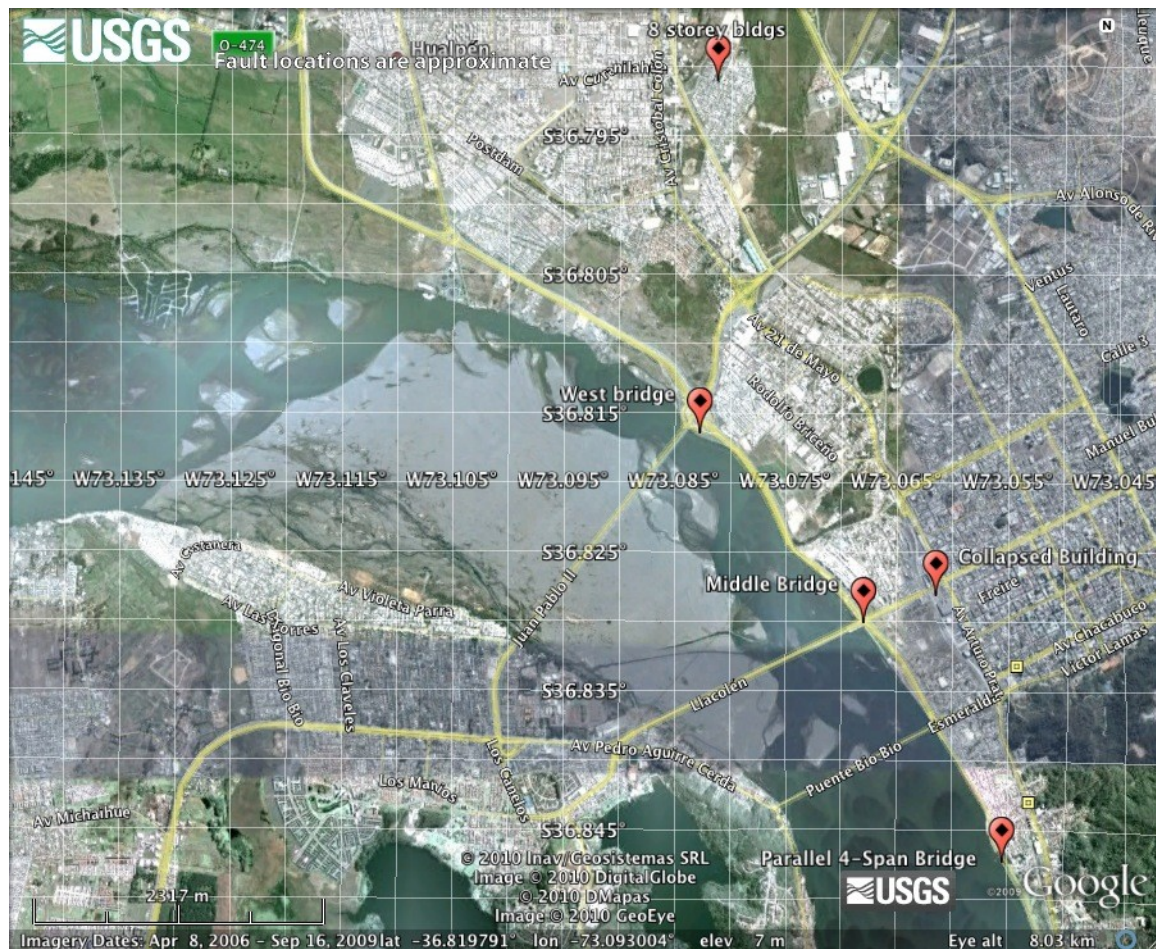 USGS
O-474
Hualpén.
Fault locations are approximate
8 storey bldgs
N
Av Cristobal Colón
S36.795°
Postdam
Av Alonso de
S36.805°
Ventus
Lautaro
Av 21 de Mayo
Calle 3
Rodolfo Briceño
West bridge
S36.815°
Manuel Bul
145° W73.135° W73.125° W73.115° W73.105° W73.095° W73.085° W73.075° W73.065° W73.055° W73.045°
S36.825°
Collapsed Building
Middle Bridge
Freire
Av Costanera
Av Violeta Parra
Av Las Torres
Av Los Claveles
Juan Pablo II
Av Arturo Prat
Av Chacabuco
Victor Lamas
S36.835°
Llacolén
Esmeralda
Av Pedro Aguirre Cerda
Puente Bio Bio
Los Canelos
Av Michaihue
S36.845°
Parallel 4-Span Bridge
© 2010 Inav/Geosistemas SRL
Image © 2010 DigitalGlobe
© 2010 DMapas
Image © 2010 GeoEye
USGS
©2009 Google
2317 m
Imagery Dates: Apr 8, 2006 - Sep 16, 2009 lat -36.819791° lon -73.093004° elev 7 m Eye alt 8.03 km